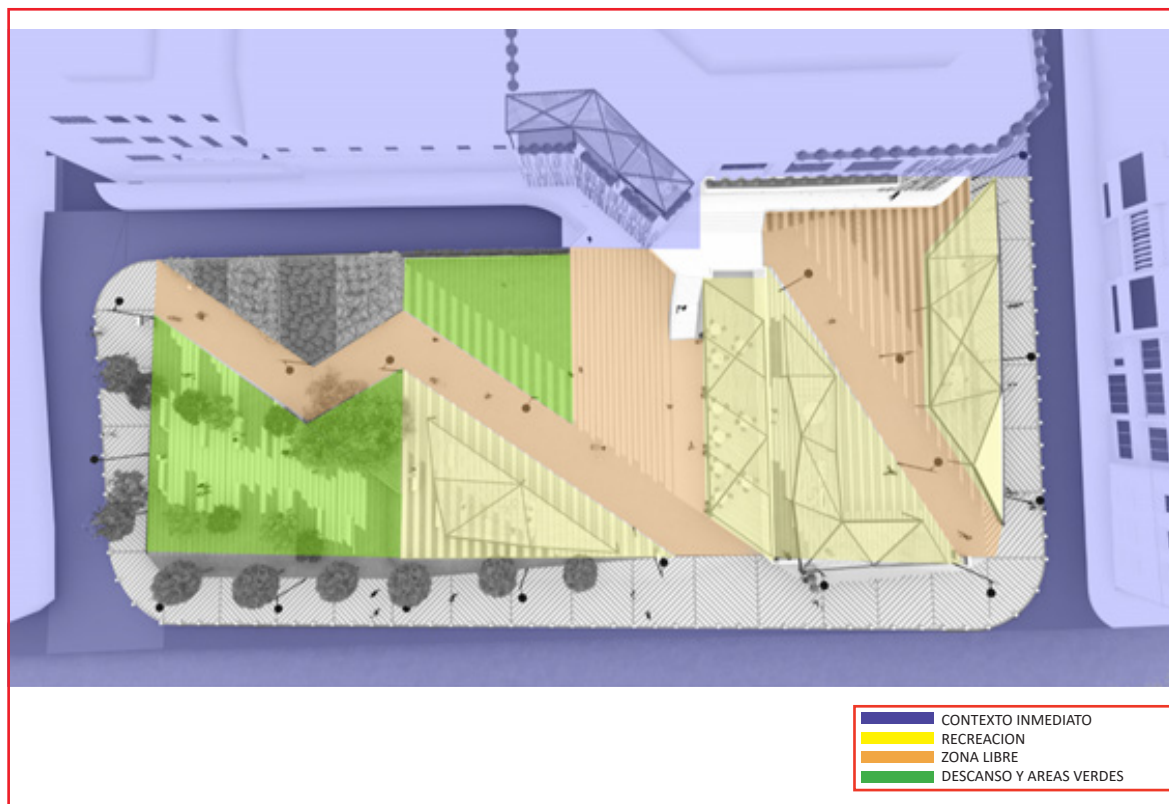 CONTEXTO INMEDIATO
RECREACION
ZONA LIBRE
DESCANSO Y AREAS VERDES